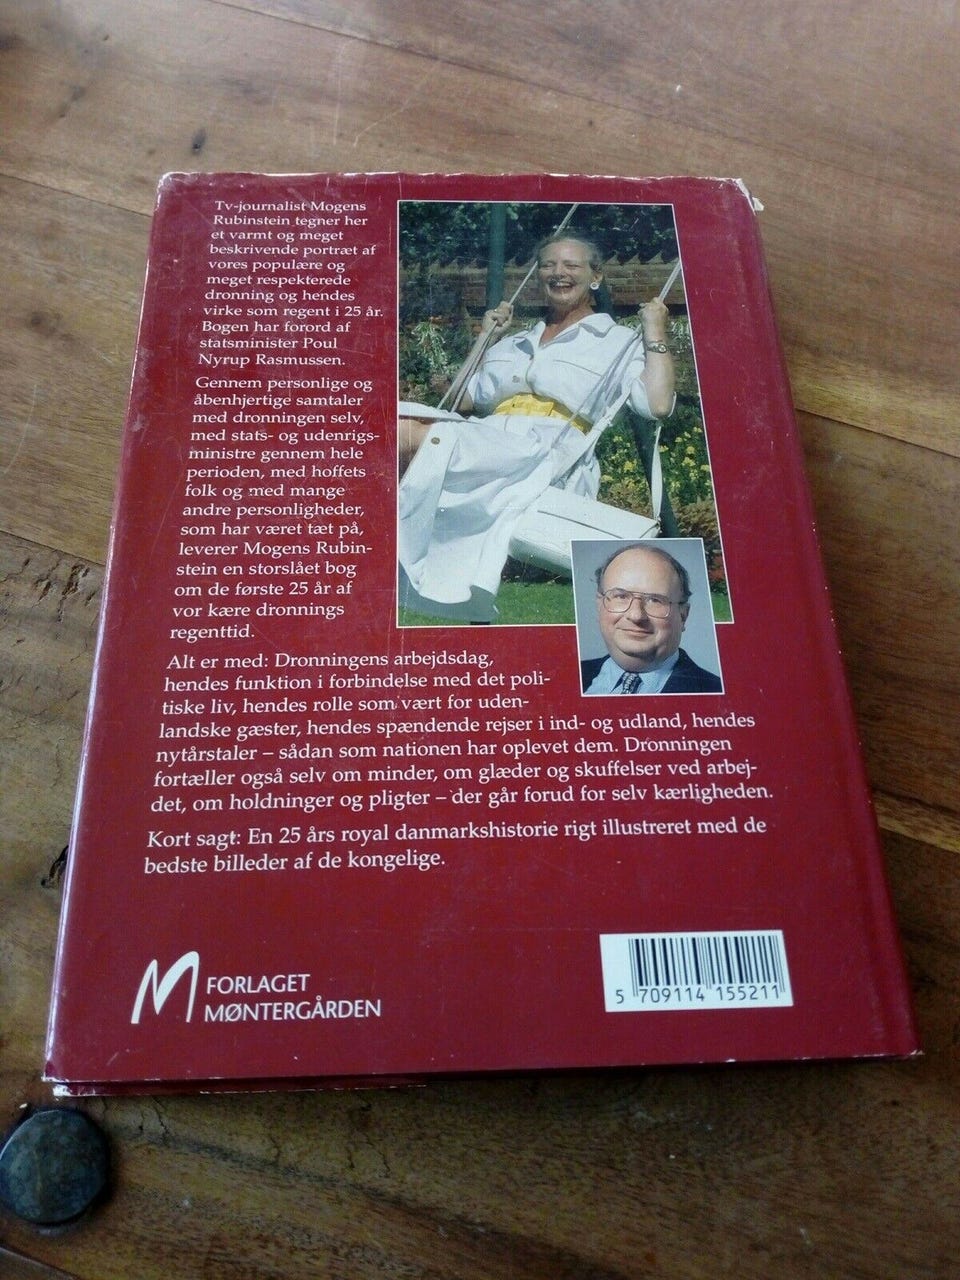 Tv-journalist Mogens
Rubinstein tegner her
et varmt og meget
beskrivende portræt af
vores populære og
meget respekterede
dronning og hendes
virke som regent i 25 år.
Bogen har forord af
statsminister Poul
Nyrup Rasmussen.
Gennem personlige og
åbenhjertige samtaler
med dronningen selv,
med stats- og udenrigs-
ministre gennem hele
perioden, med hoffets
folk og med mange
andre personligheder,
som har været tæt på,
leverer Mogens Rubin-
stein en storslået bog
om de første 25 år af
vor kære dronnings
regenttid.
Alt er med: Dronningens arbejdsdag,
hendes funktion i forbindelse med det poli-
tiske liv, hendes rolle som vært for uden-
landske gæster, hendes spændende rejser i ind- og udland, hendes
nytårstaler – sådan som nationen har oplevet dem. Dronningen
fortæller også selv om minder, om glæder og skuffelser ved arbej-
det, om holdninger og pligter – der går forud for selv kærligheden.
Kort sagt: En 25 års royal danmarkshistorie rigt illustreret med de
bedste billeder af de kongelige.
FORLAGET
MØNTERGÅRDEN
5 709114 155211